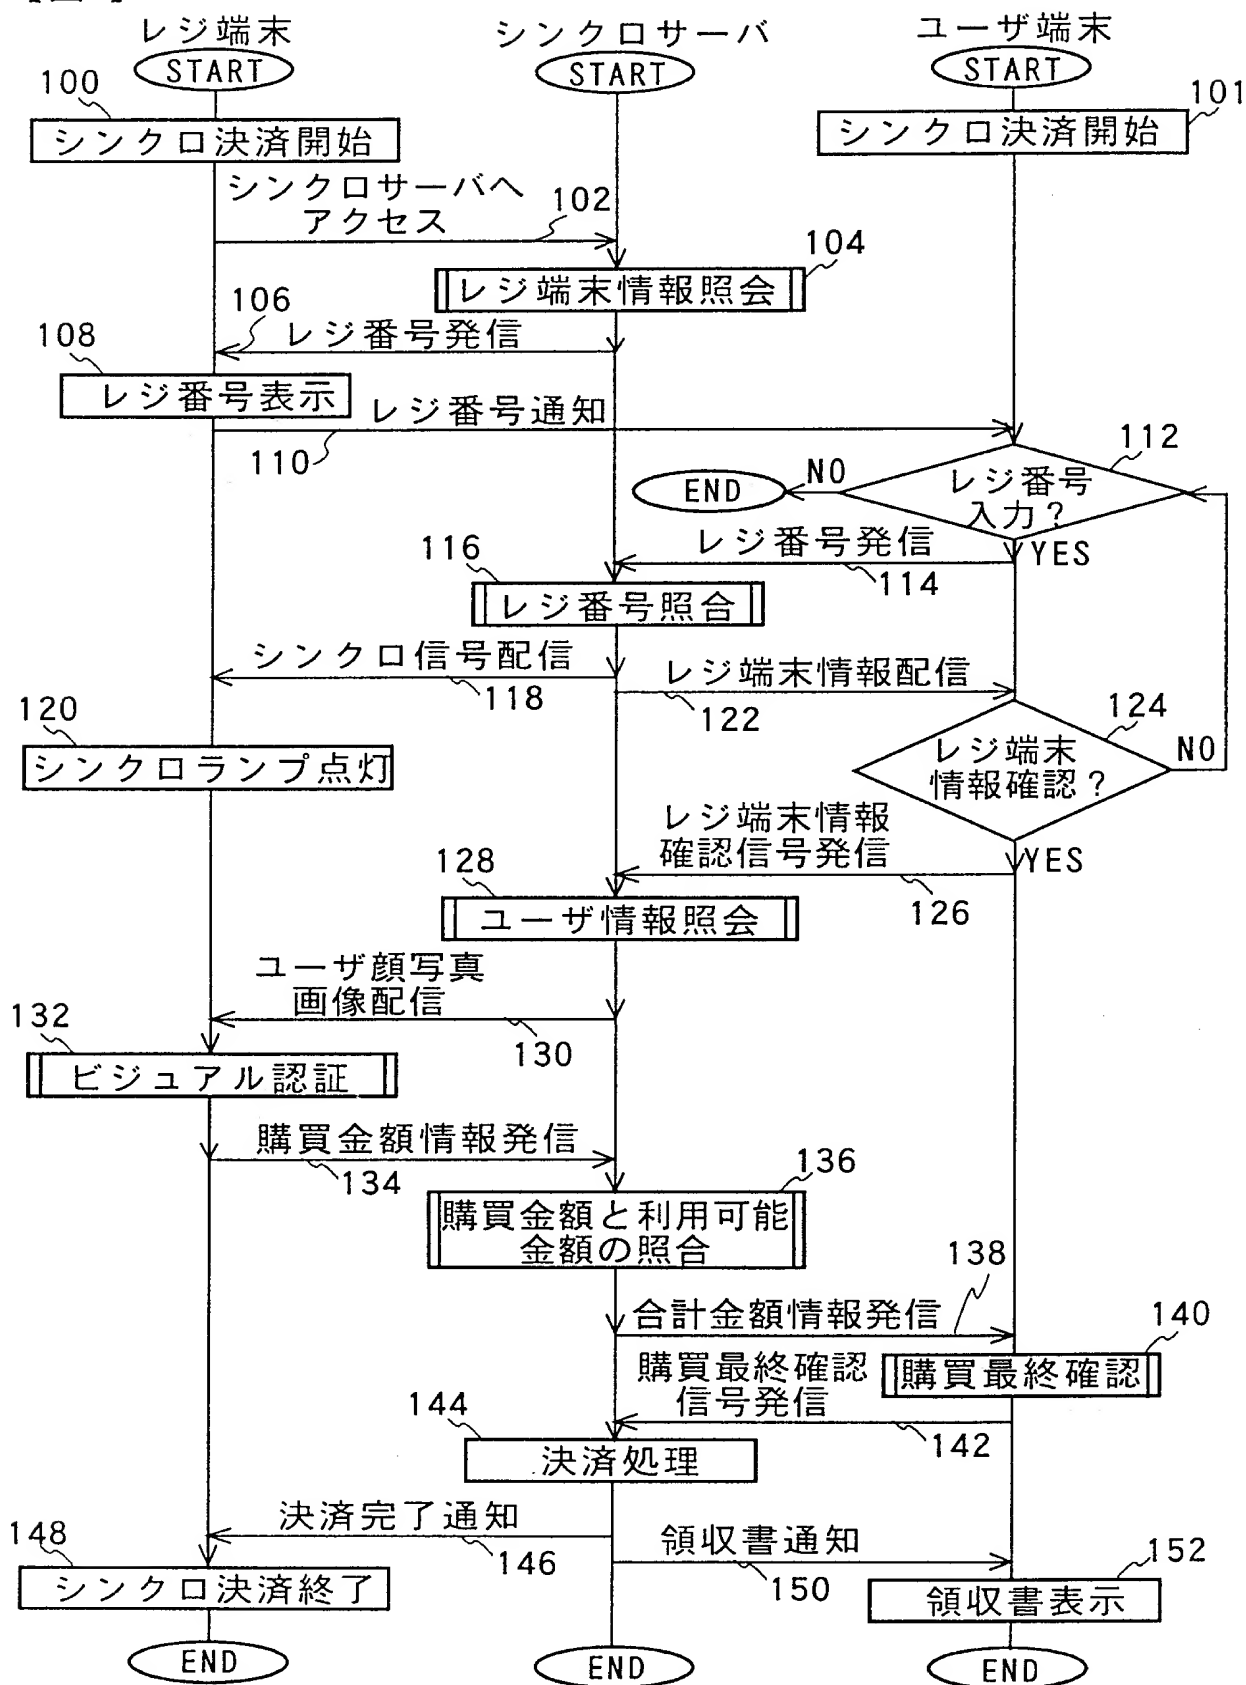 レジ端末
シンクロサーバ
ユーザ端末
START
START
START
100
101
シンクロ決済開始
シンクロ決済開始
シンクロサーバへ
アクセス
102
104
レジ端末情報照会
106
レジ番号発信
108
レジ番号表示
レジ番号通知
110
112
NO
END
レジ番号
入力?
YES
レジ番号発信
114
116
レジ番号照合
シンクロ信号配信
118
レジ端末情報配信
122
120
シンクロランプ点灯
124
NO
レジ端末
情報確認?
YES
レジ端末情報
確認信号発信
126
128
ユーザ情報照会
ユーザ顔写真
画像配信
130
132
ビジュアル認証
購買金額情報発信
134
136
購買金額と利用可能
金額の照合
138
合計金額情報発信
140
購買最終確認
購買最終確認
信号発信
142
144
決済処理
決済完了通知
146
148
シンクロ決済終了
領収書通知
150
152
領収書表示
END
END
END